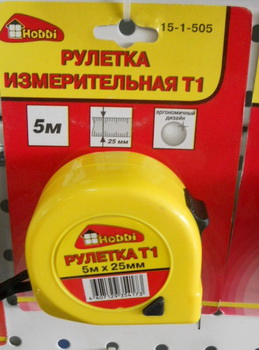 Hobbi
15-1-505
РУЛЕТКА
ИЗМЕРИТЕЛЬНАЯ Т1
5м
25 мм
эргономичный
дизайн
Hobbi
РУЛЕТКА Т1
5м х 25мм